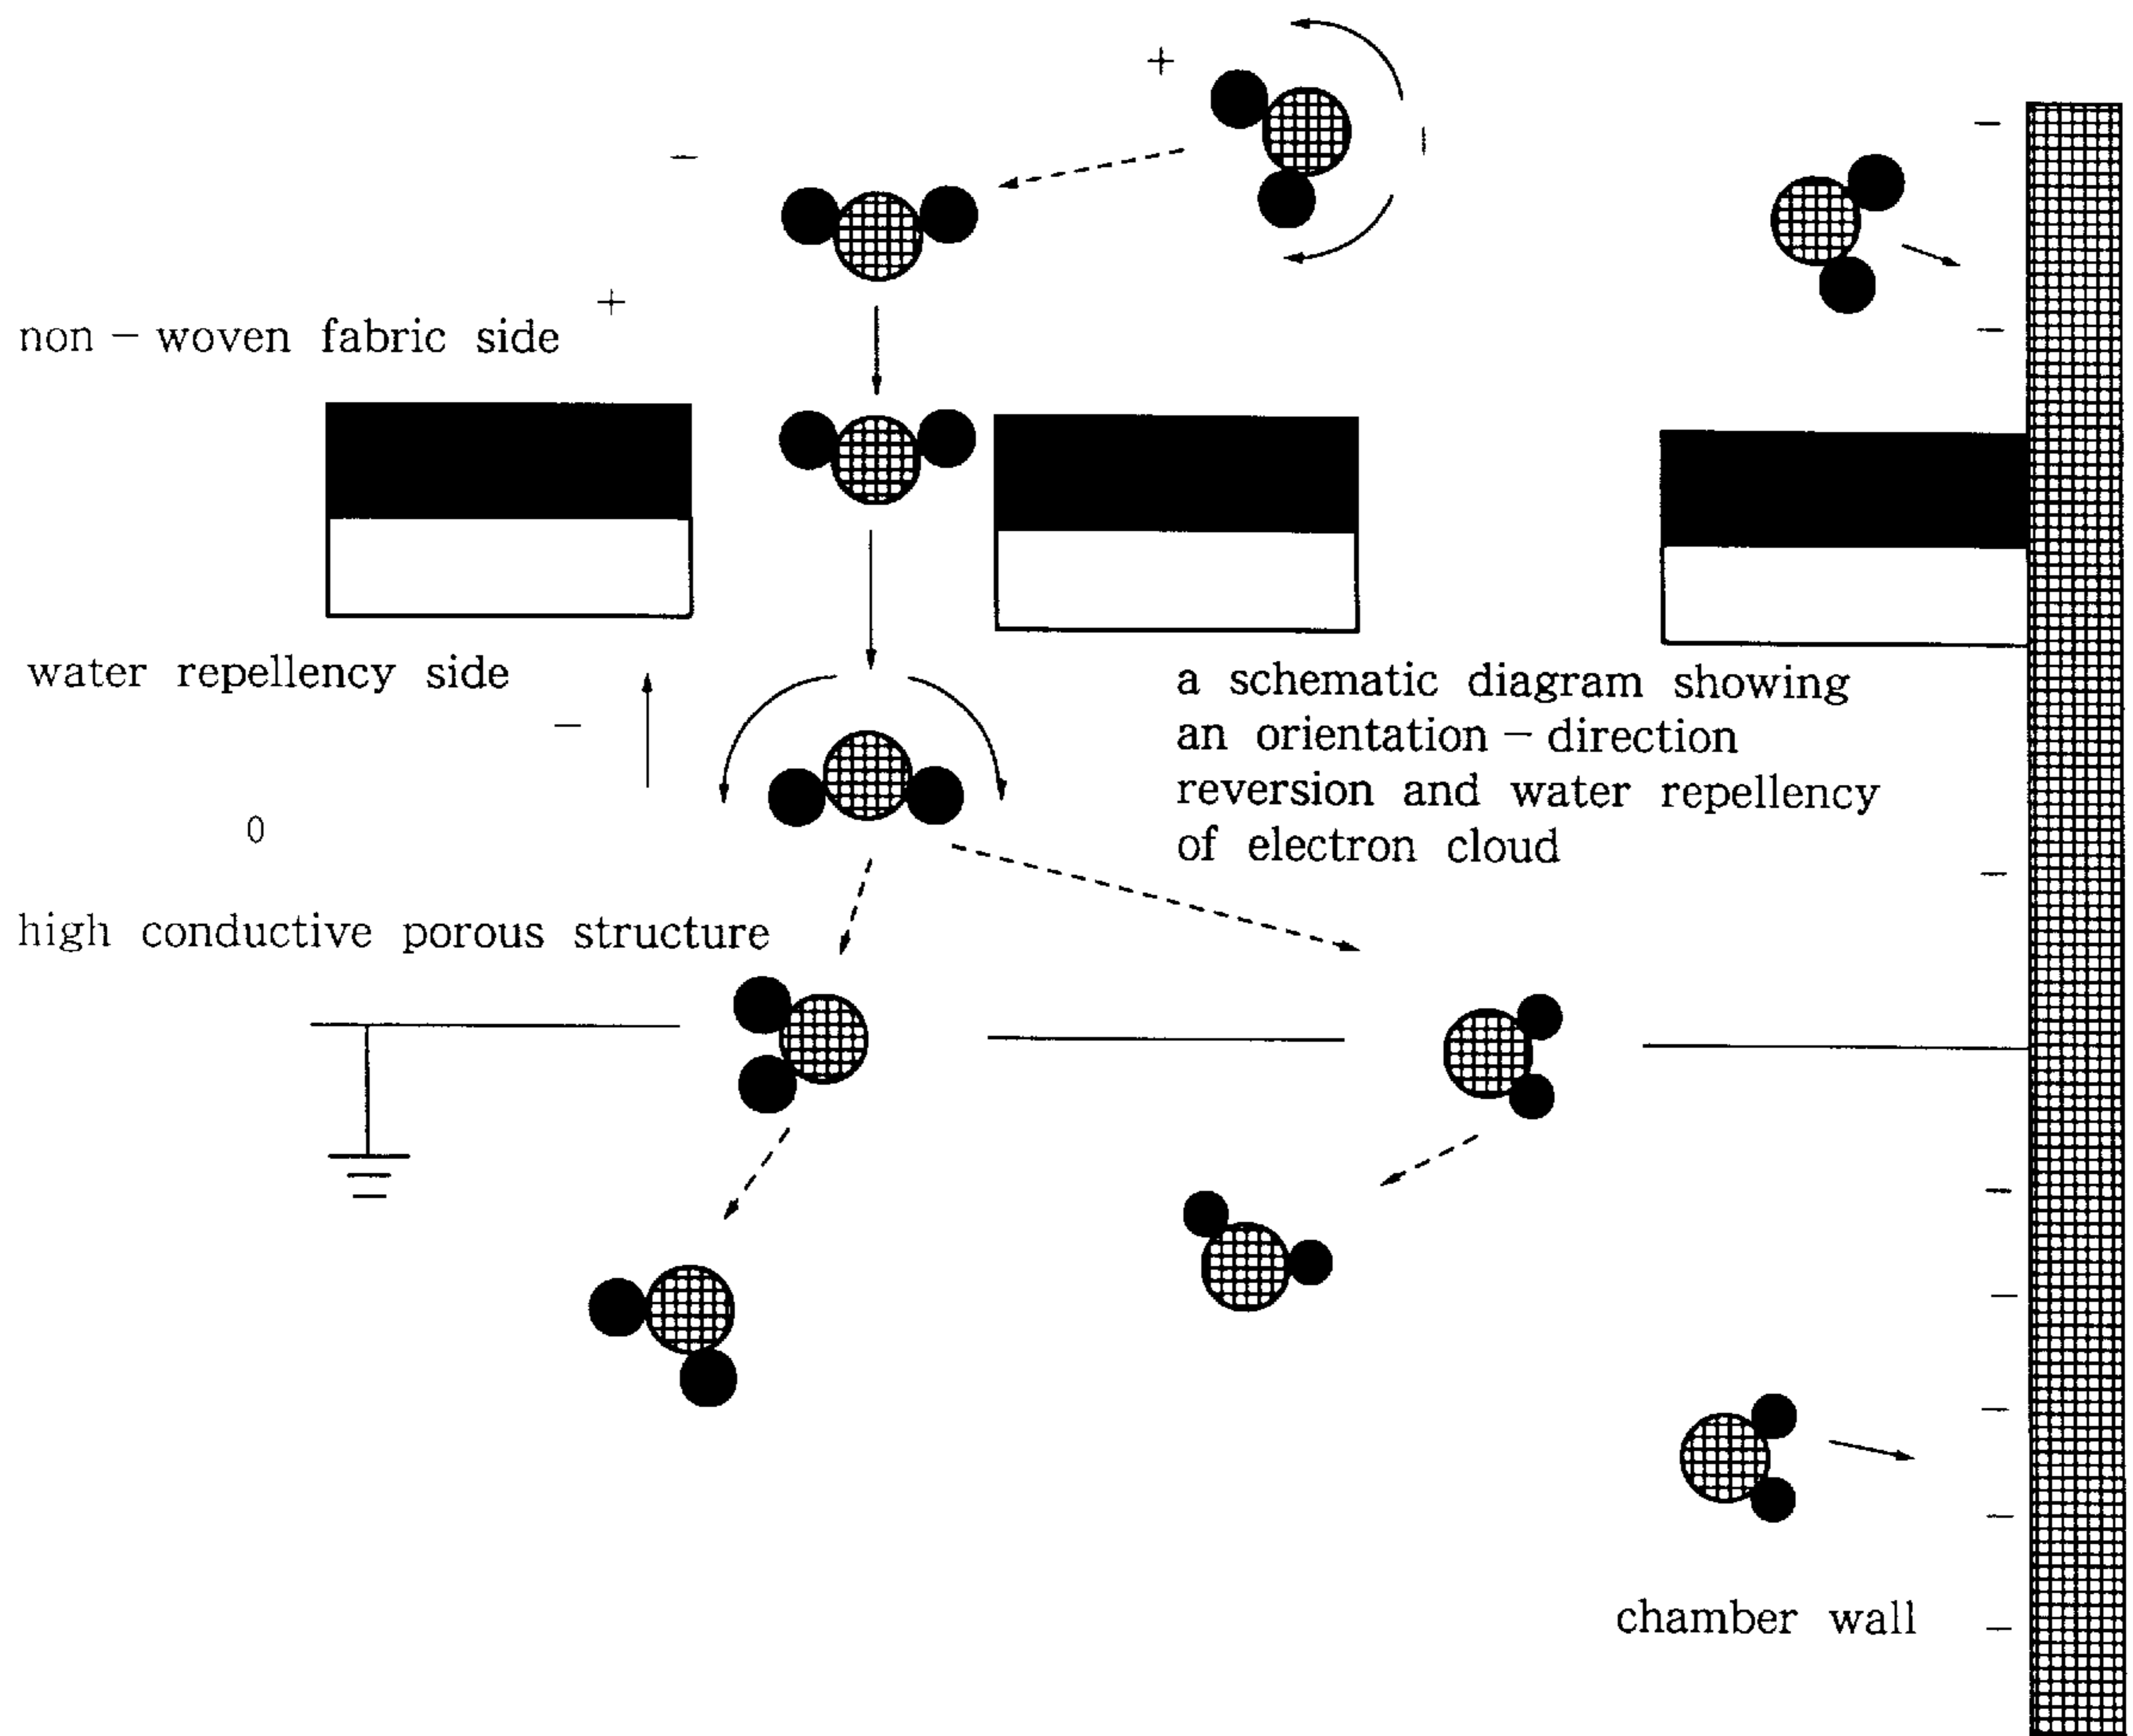 +
−
+
non − woven fabric side
water repellency side
−
a schematic diagram showing
an orientation − direction
reversion and water repellency
of electron cloud
0
high conductive porous structure
chamber wall